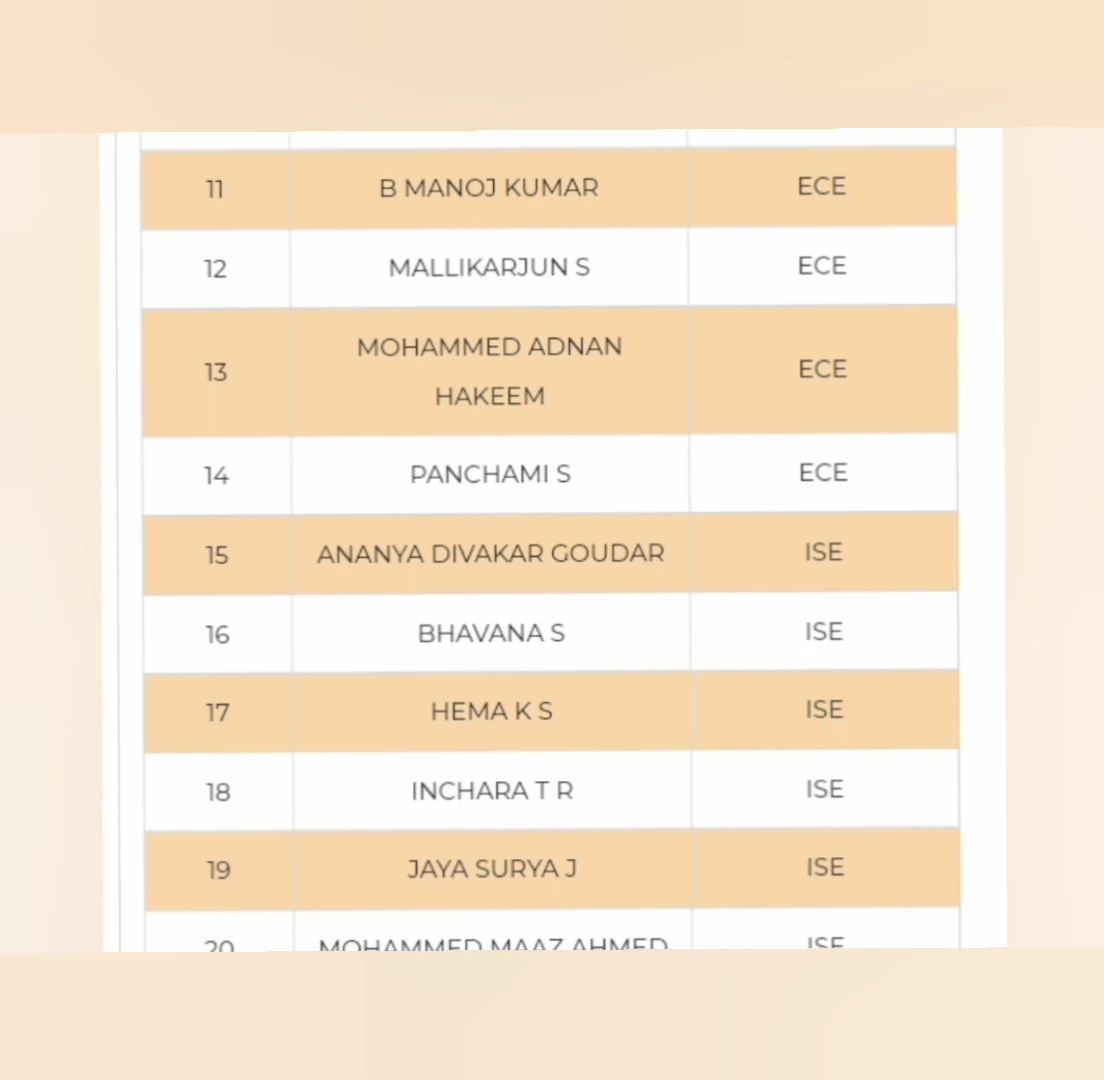 11 B MANOJ KUMAR ECE
12 MALLIKARJUN S ECE
MOHAMMED ADNAN
13 ECE
HAKEEM
14 PANCHAMI S ECE
15 ANANYA DIVAKAR GOUDAR ISE
16 BHAVANA S ISE
17 HEMA K S ISE
18 INCHARA T R ISE
19 JAYA SURYA J ISE
20 MOHAMMED MAAZ AHMED ISE